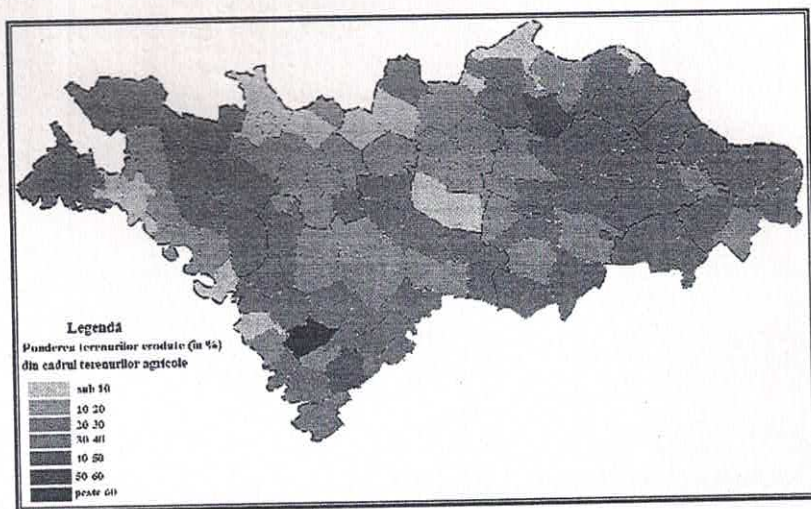 Legendă
Ponderea terenurilor erodate (în %)
din cadrul terenurilor agricole
sub 10
10-20
20-30
30-40
40-50
50-60
peste 60